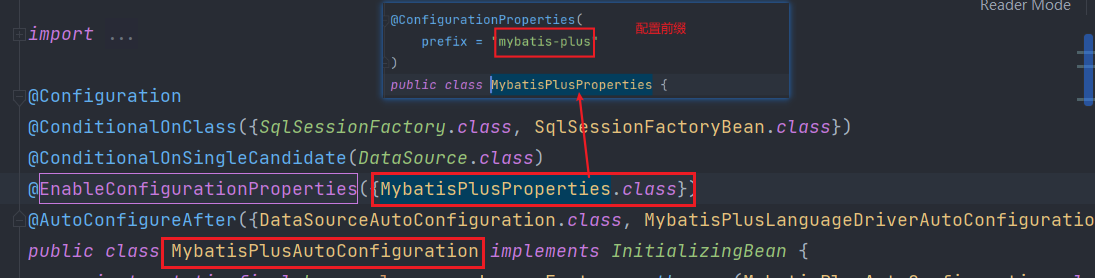 Reader Mode
@ConfigurationProperties(
prefix = "mybatis-plus"
)
public class MybatisPlusProperties {
配置前缀
import ...
@Configuration
@ConditionalOnClass({SqlSessionFactory.class, SqlSessionFactoryBean.class})
@ConditionalOnSingleCandidate(DataSource.class)
@EnableConfigurationProperties({MybatisPlusProperties.class})
@AutoConfigureAfter({DataSourceAutoConfiguration.class, MybatisPlusLanguageDriverAutoConfiguration
public class MybatisPlusAutoConfiguration implements InitializingBean {